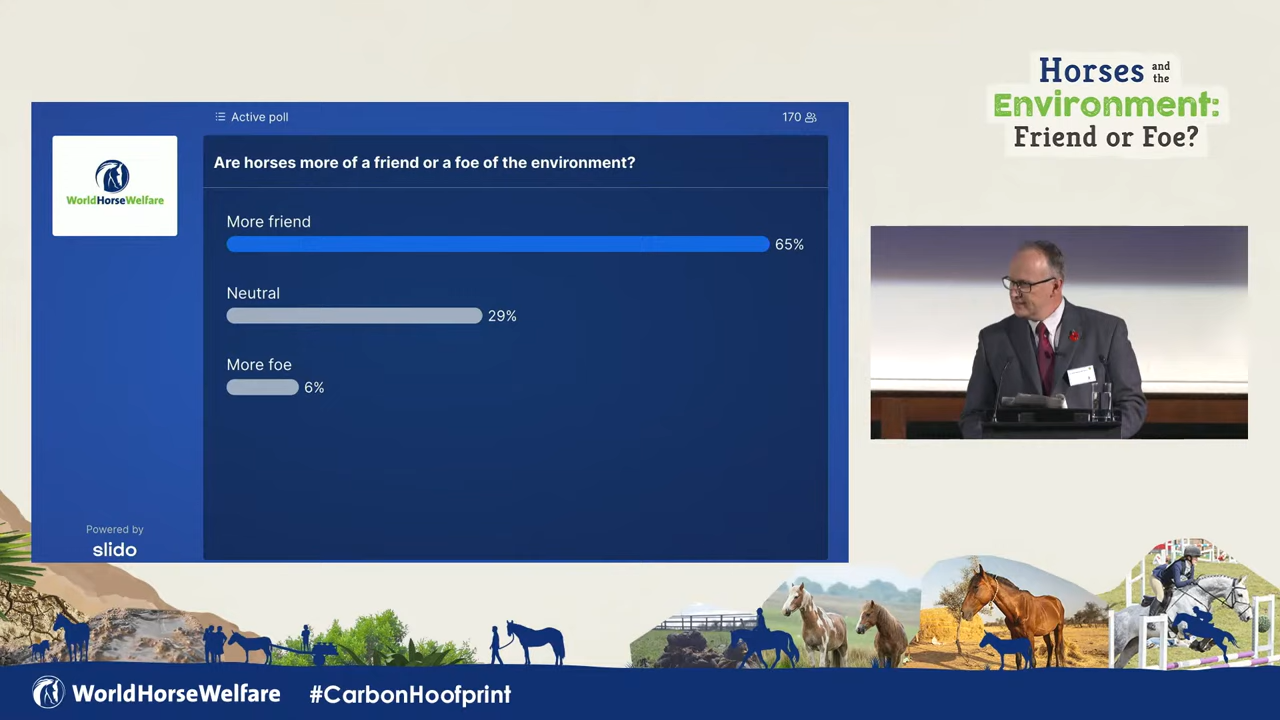 Horses and the
Environment:
Friend or Foe?
Active poll
170
WorldHorseWelfare
Are horses more of a friend or a foe of the environment?
More friend
65%
Neutral
29%
More foe
6%
Powered by
slido
WorldHorseWelfare
#CarbonHoofprint